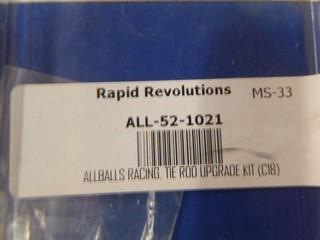 Rapid Revolutions MS-33
ALL-52-1021
ALLBALLS RACING, TIE ROD UPGRADE KIT (C18)